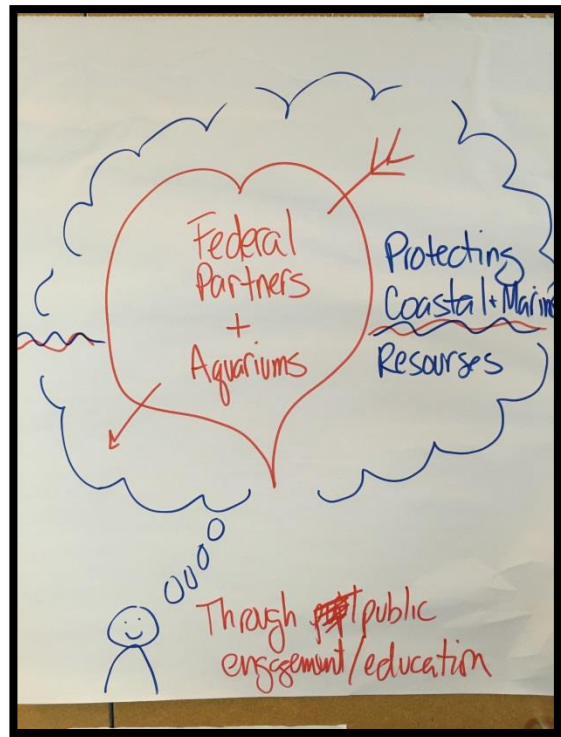 Federal
Partners
+
Aquariums
Protecting
Coastal + Marine
Resourses
Through public
engagement/education